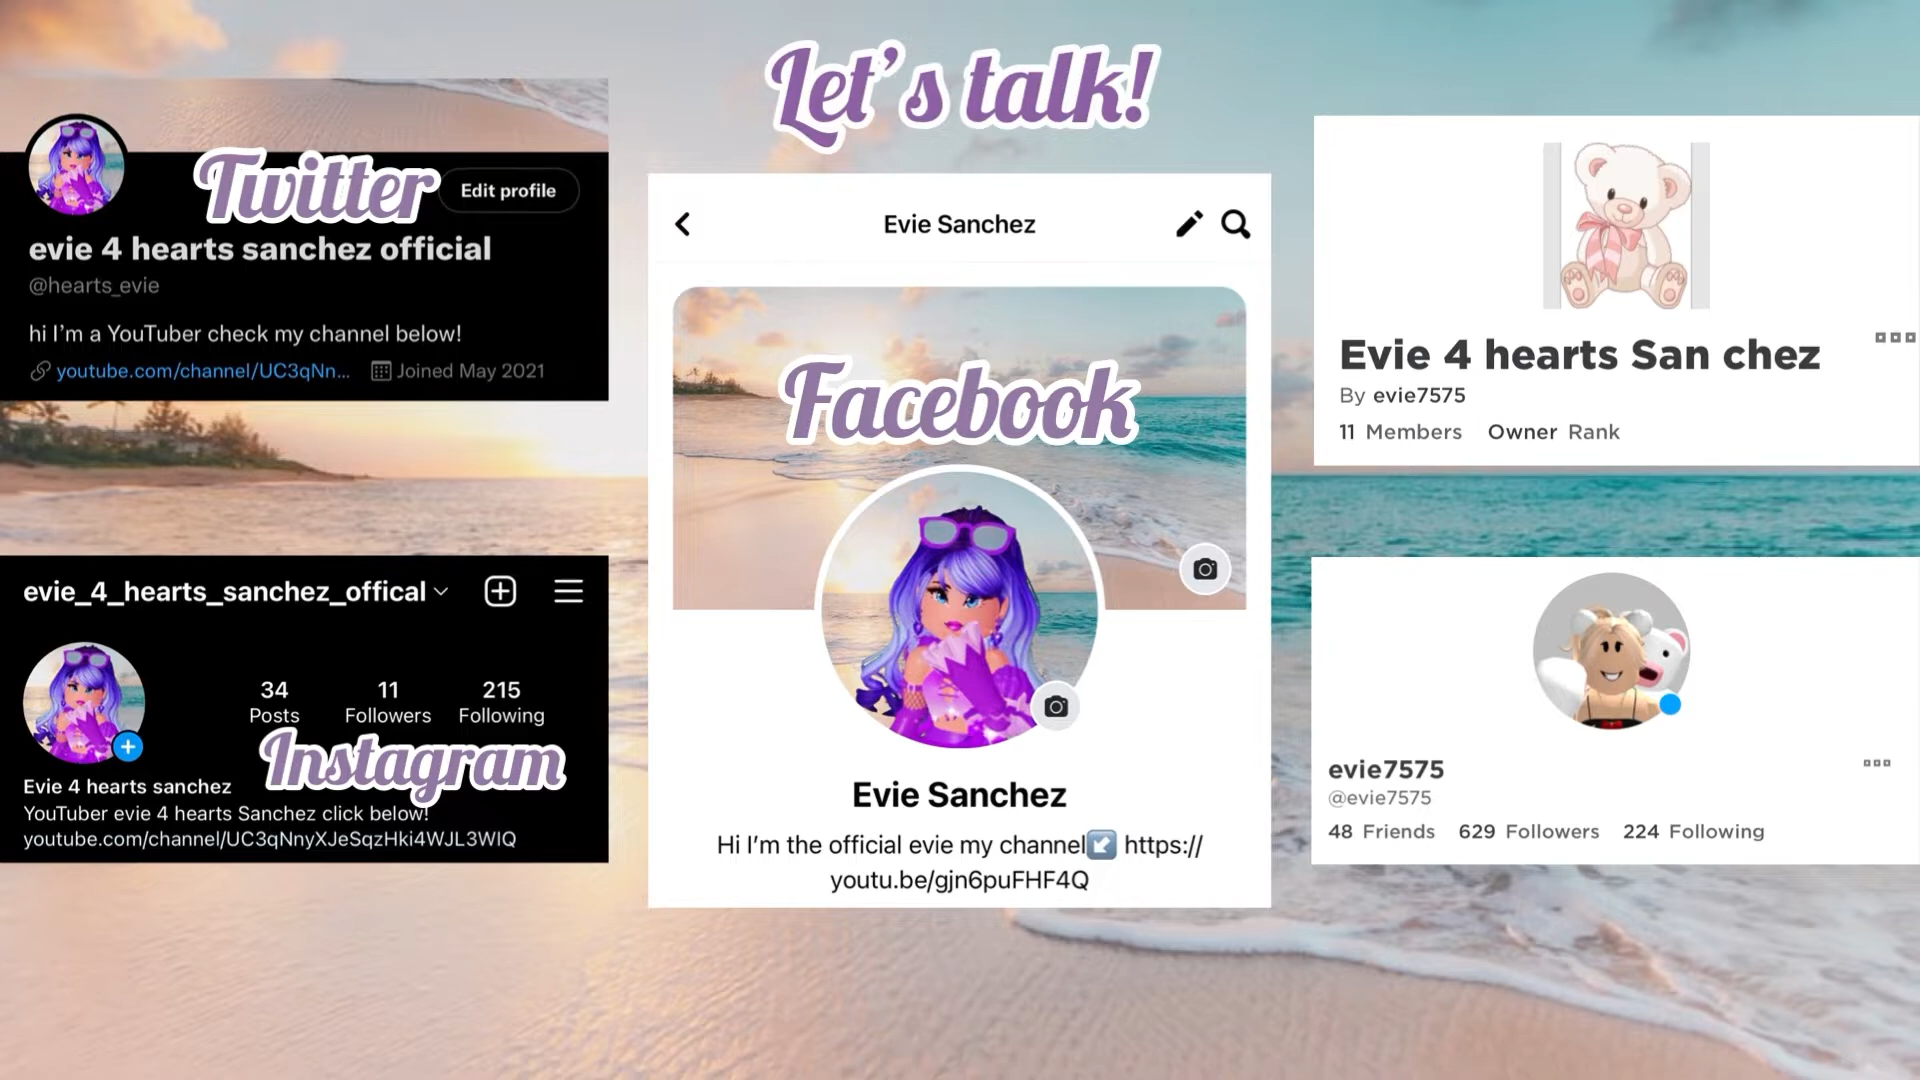 Let's talk!
Twitter
Edit profile
evie 4 hearts sanchez official
@hearts_evie
hi I'm a YouTuber check my channel below!
youtube.com/channel/UC3qNn... Joined May 2021
evie_4_hearts_sanchez_offical
34 11 215
Posts Followers Following
Instagram
Evie 4 hearts sanchez
YouTuber evie 4 hearts Sanchez click below!
youtube.com/channel/UC3qNnyXJeSqzHki4WJL3WIQ
Evie Sanchez
Facebook
Evie Sanchez
Hi I'm the official evie my channel↙️ https://
youtu.be/gjn6puFHF4Q
Evie 4 hearts San chez
By evie7575
11 Members Owner Rank
evie7575
@evie7575
48 Friends 629 Followers 224 Following